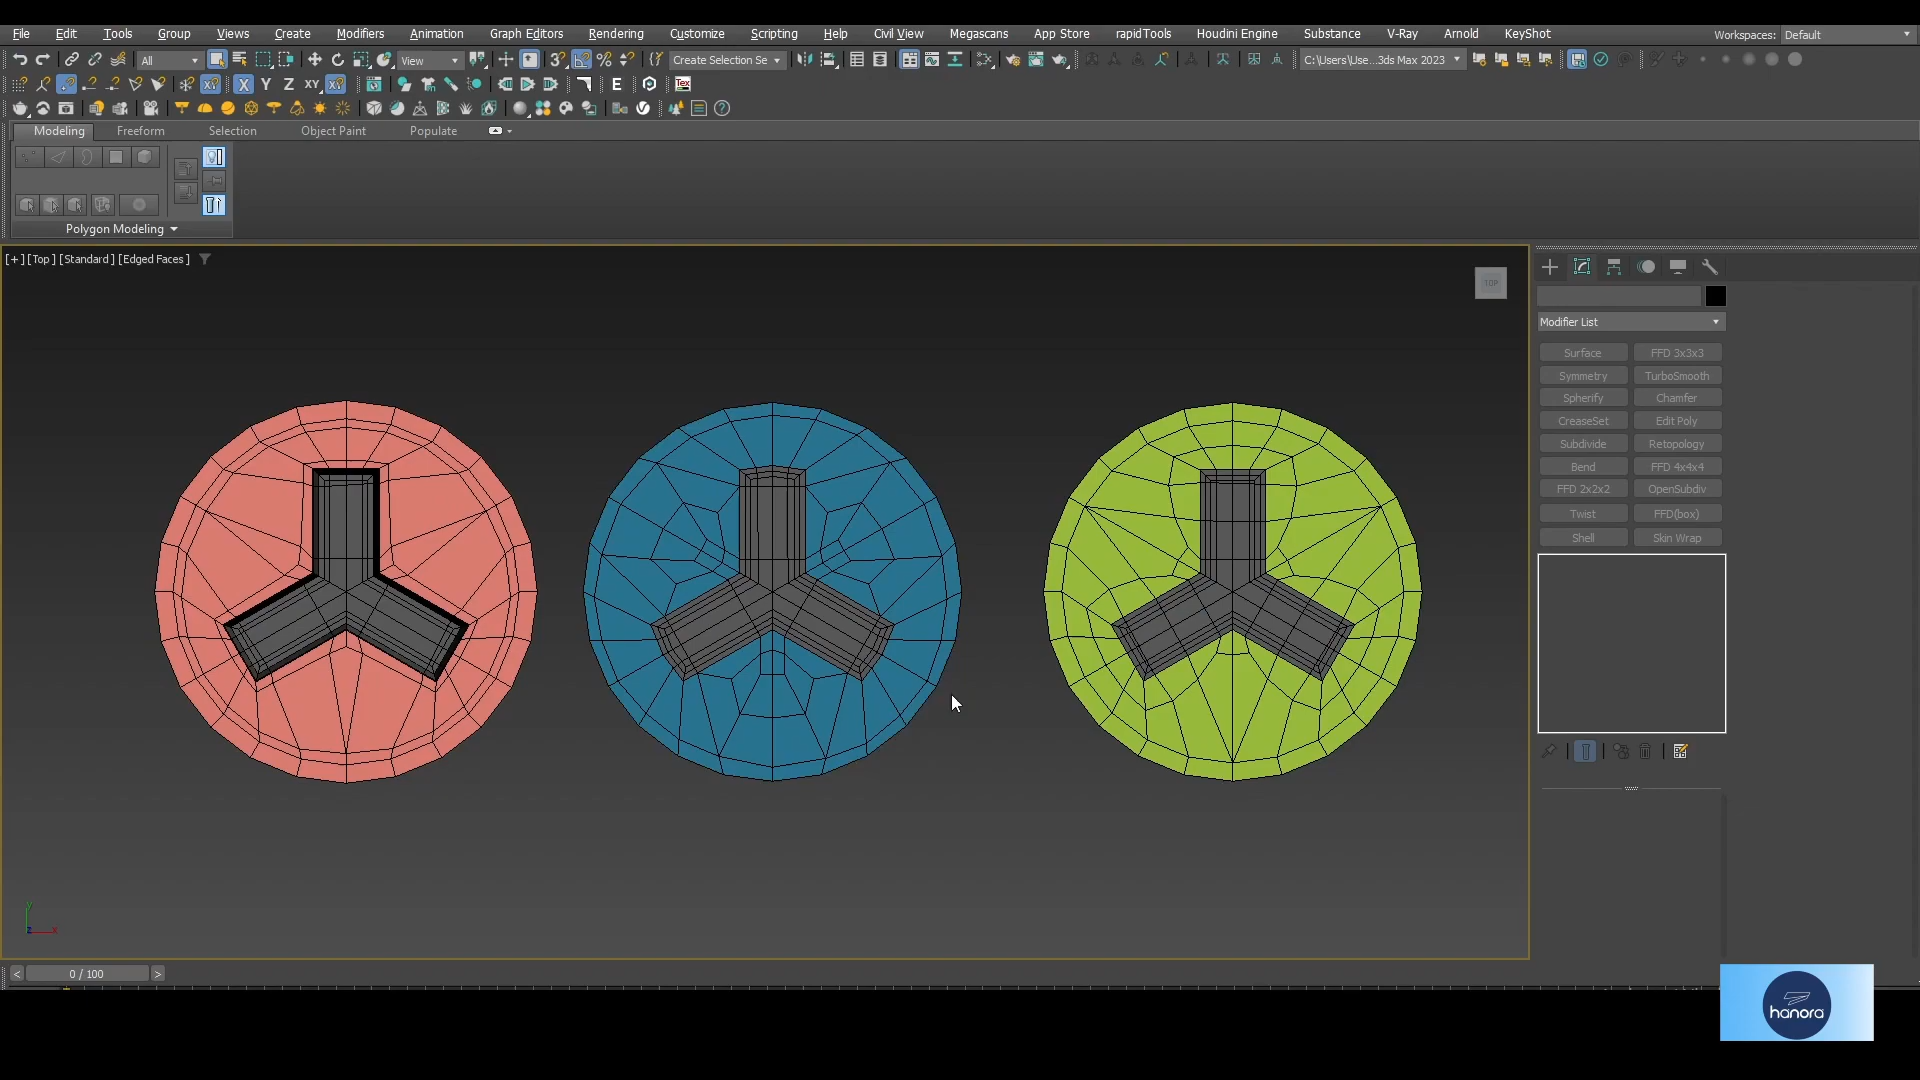 File Edit Tools Group Views Create Modifiers Animation Graph Editors Rendering Customize Scripting Help Civil View Megascans App Store rapidTools Houdini Engine Substance V-Ray Arnold KeyShot Workspaces: Default
All View Create Selection Se C:\Users\Use...3ds Max 2023
X Y Z XY E Tex
Modeling Freeform Selection Object Paint Populate
Polygon Modeling
[+] [Top] [Standard] [Edged Faces]
TOP
Modifier List
Surface FFD 3x3x3
Symmetry TurboSmooth
Spherify Chamfer
CreaseSet Edit Poly
Subdivide Retopology
Bend FFD 4x4x4
FFD 2x2x2 OpenSubdiv
Twist FFD(box)
Shell Skin Wrap
y
z x
< 0 / 100 >
hanora